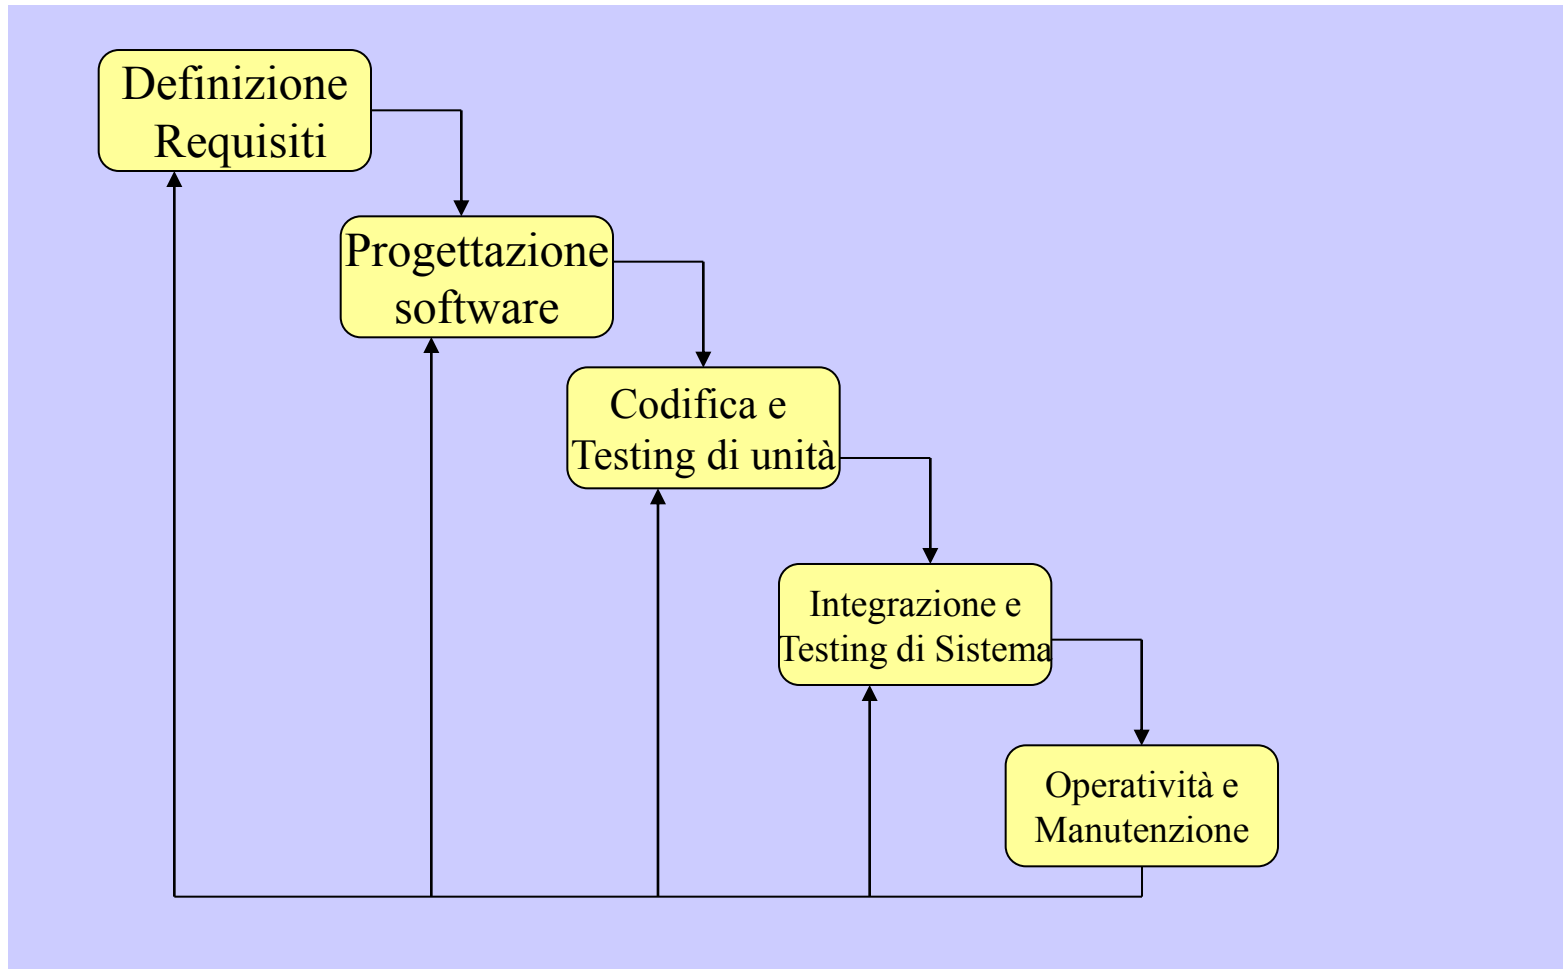 Definizione
Requisiti
Progettazione
software
Codifica e
Testing di unità
Integrazione e
Testing di Sistema
Operatività e
Manutenzione